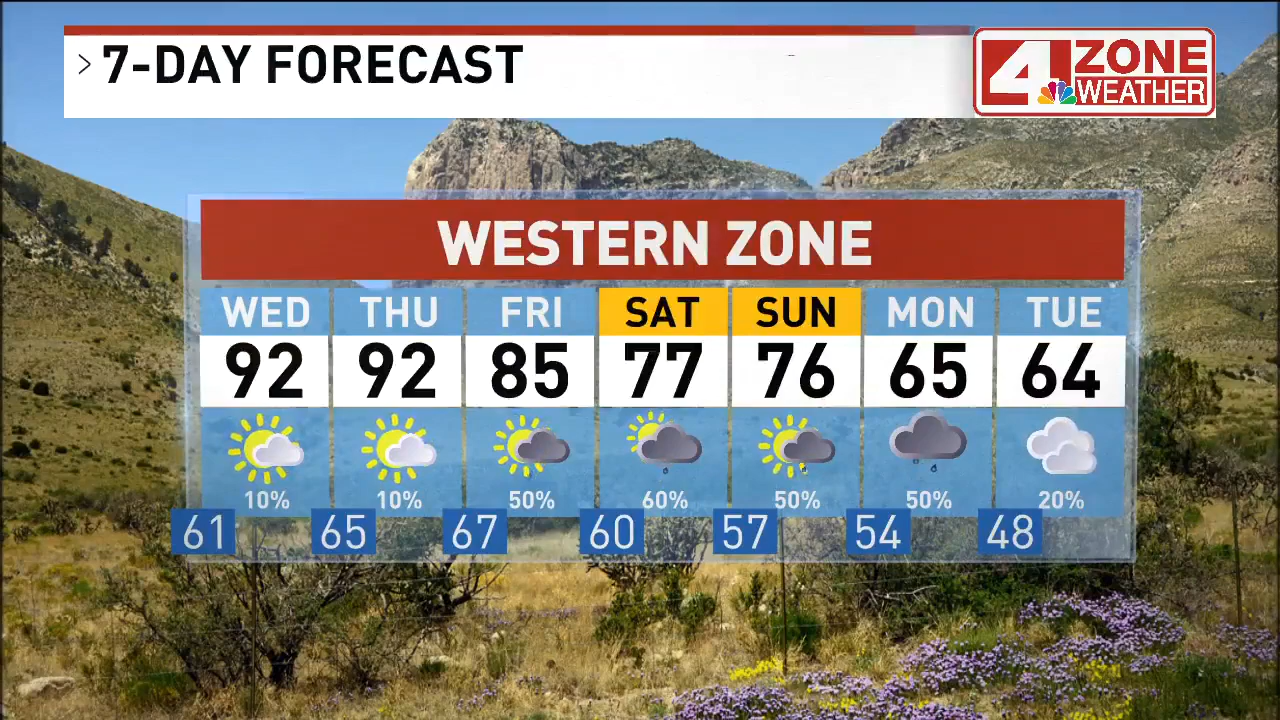 > 7-DAY FORECAST
4 ZONE WEATHER
WESTERN ZONE
WED THU FRI SAT SUN MON TUE
92 92 85 77 76 65 64
10% 10% 50% 60% 50% 50% 20%
61 65 67 60 57 54 48